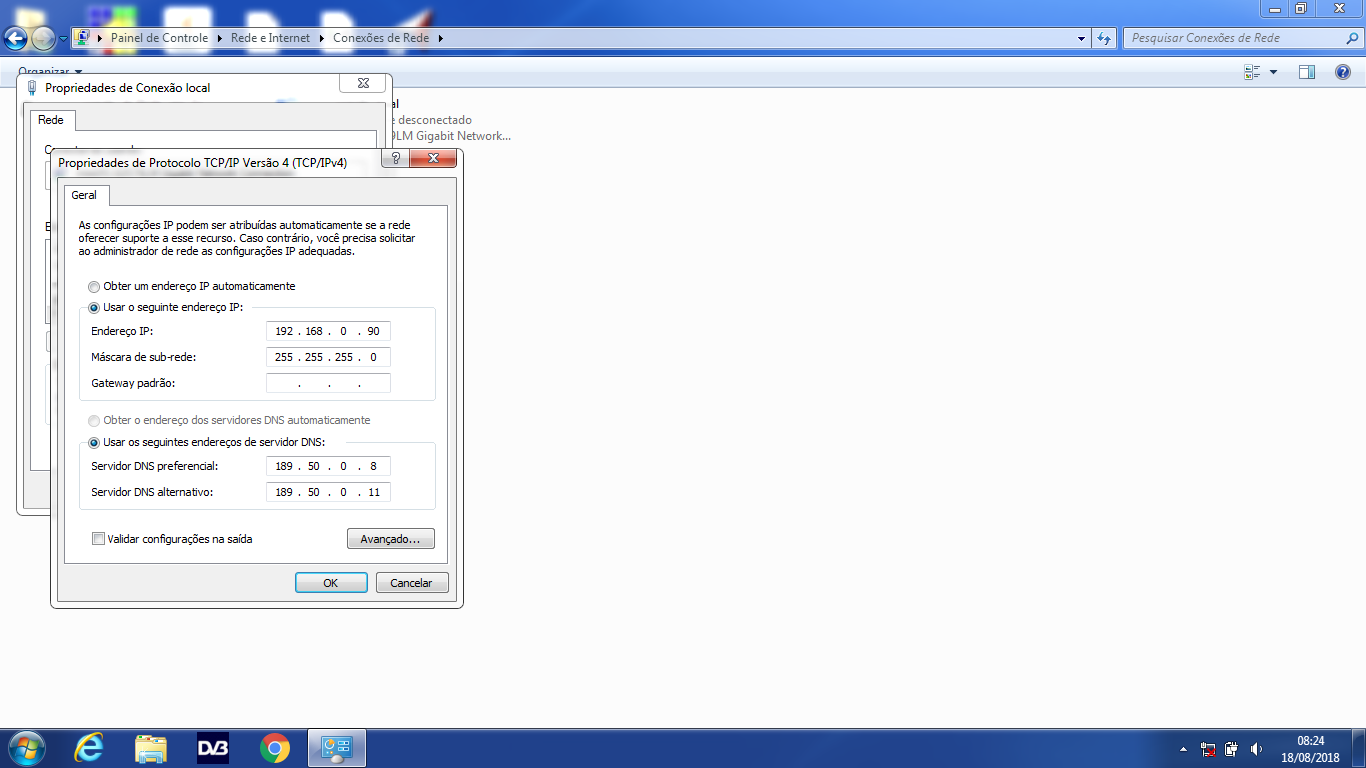 Painel de Controle
Rede e Internet
Conexões de Rede
Pesquisar Conexões de Rede
Organizar
Propriedades de Conexão local
al
e desconectado
9LM Gigabit Network...
Rede
Propriedades de Protocolo TCP/IP Versão 4 (TCP/IPv4)
Geral
As configurações IP podem ser atribuídas automaticamente se a rede
oferecer suporte a esse recurso. Caso contrário, você precisa solicitar
ao administrador de rede as configurações IP adequadas.
Obter um endereço IP automaticamente
Usar o seguinte endereço IP:
Endereço IP: 192 . 168 . 0 . 90
Máscara de sub-rede: 255 . 255 . 255 . 0
Gateway padrão: . . .
Obter o endereço dos servidores DNS automaticamente
Usar os seguintes endereços de servidor DNS:
Servidor DNS preferencial: 189 . 50 . 0 . 8
Servidor DNS alternativo: 189 . 50 . 0 . 11
Validar configurações na saída
Avançado...
OK
Cancelar
DV3
08:24
18/08/2018